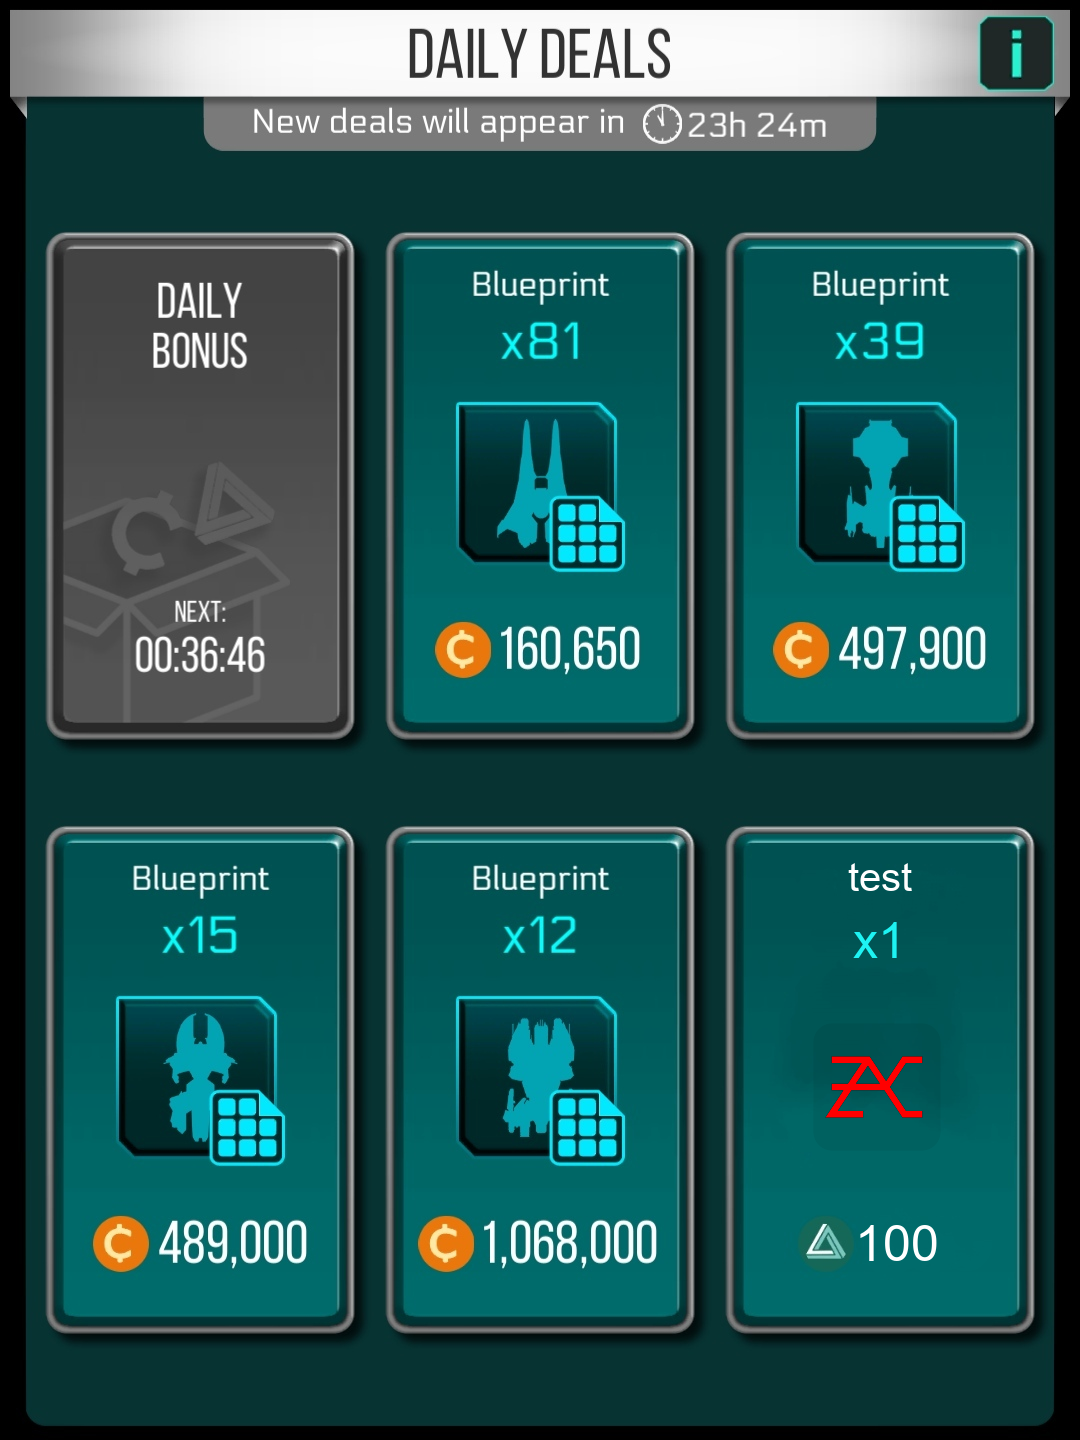 DAILY DEALS
i
New deals will appear in 23h 24m
DAILY
BONUS
NEXT:
00:36:46
Blueprint
x81
160,650
Blueprint
x39
497,900
Blueprint
x15
489,000
Blueprint
x12
1,068,000
test
x1
100